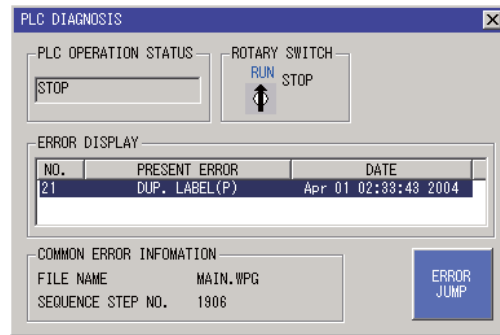 PLC DIAGNOSIS
PLC OPERATION STATUS
STOP
ROTARY SWITCH
RUN STOP
ERROR DISPLAY
NO. PRESENT ERROR DATE
21 DUP. LABEL(P) Apr 01 02:33:43 2004
COMMON ERROR INFOMATION
FILE NAME MAIN.WPG
SEQUENCE STEP NO. 1906
ERROR
JUMP